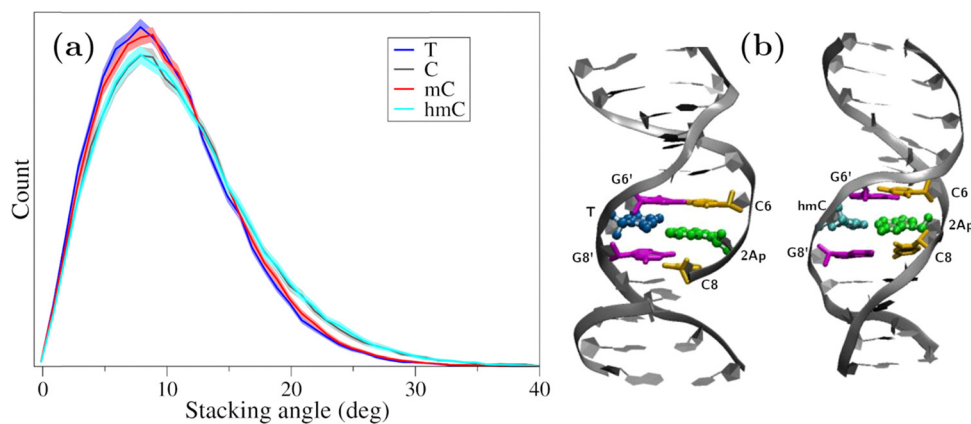 (a)
T
C
mC
hmC
Count
0
10
20
30
40
Stacking angle (deg)
(b)
G6'
C6
T
2Ap
G8'
C8
G6'
C6
hmC
2Ap
G8'
C8